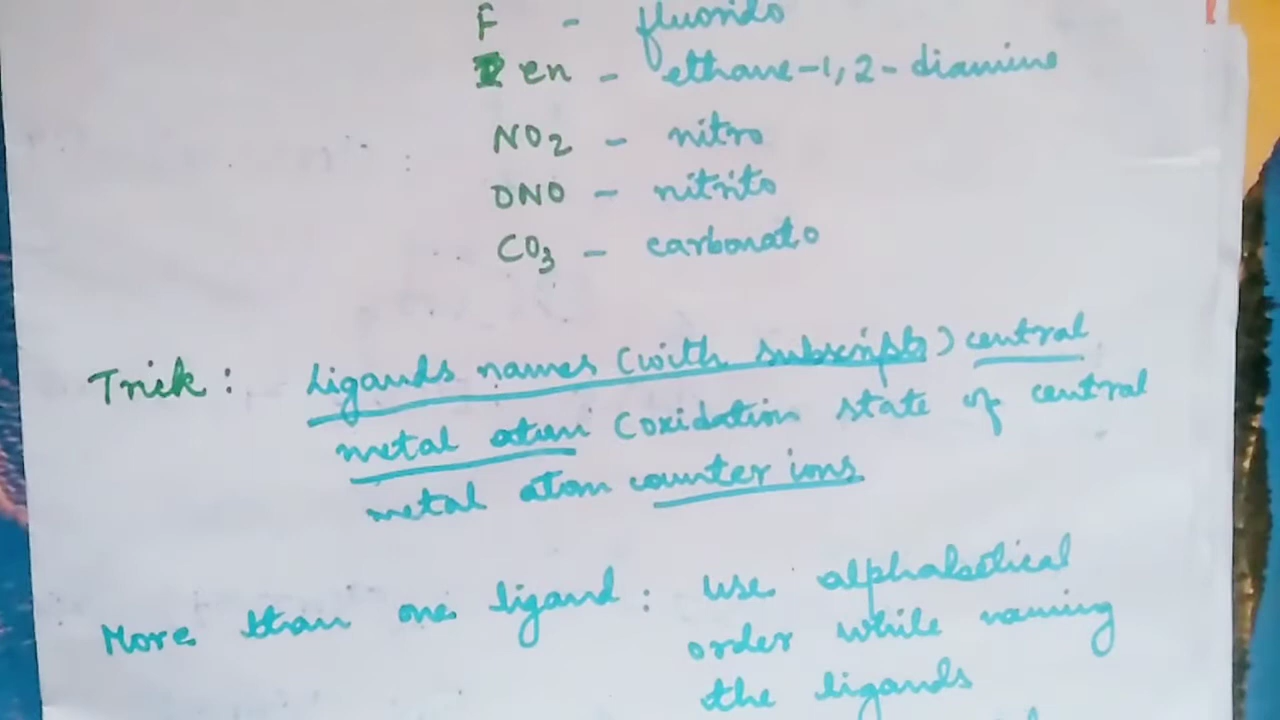 F - fluorido
en - ethane-1,2-diamine
NO2 - nitro
ONO - nitrito
CO3 - carbonato
Trick: Ligands names (with subscripts) central
metal atom (oxidation state of central
metal atom counter ions
More than one ligand: use alphabetical
order while naming
the ligands